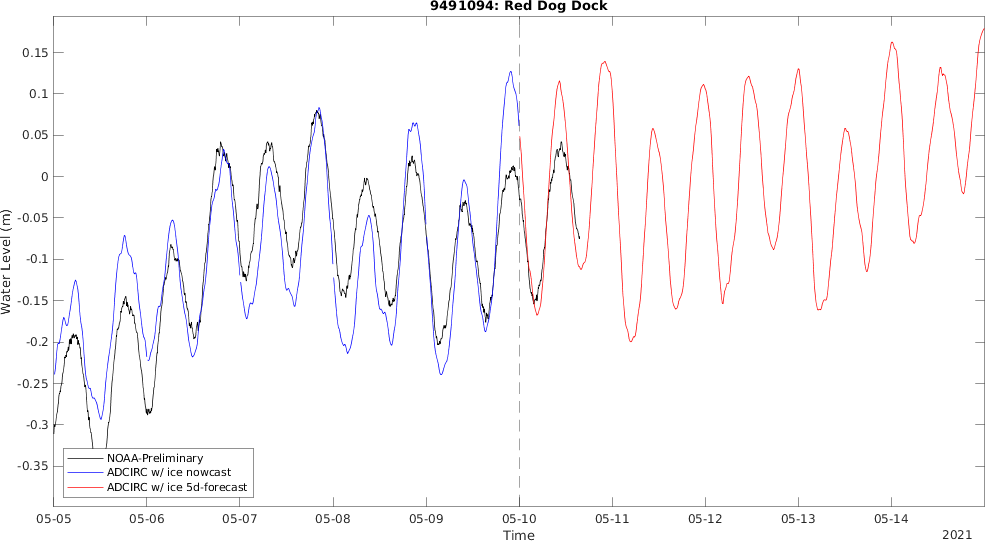 9491094: Red Dog Dock
Water Level (m)
0.15
0.1
0.05
0
-0.05
-0.1
-0.15
-0.2
-0.25
-0.3
-0.35
NOAA-Preliminary
ADCIRC w/ ice nowcast
ADCIRC w/ ice 5d-forecast
05-05 05-06 05-07 05-08 05-09 05-10 05-11 05-12 05-13 05-14
Time
2021